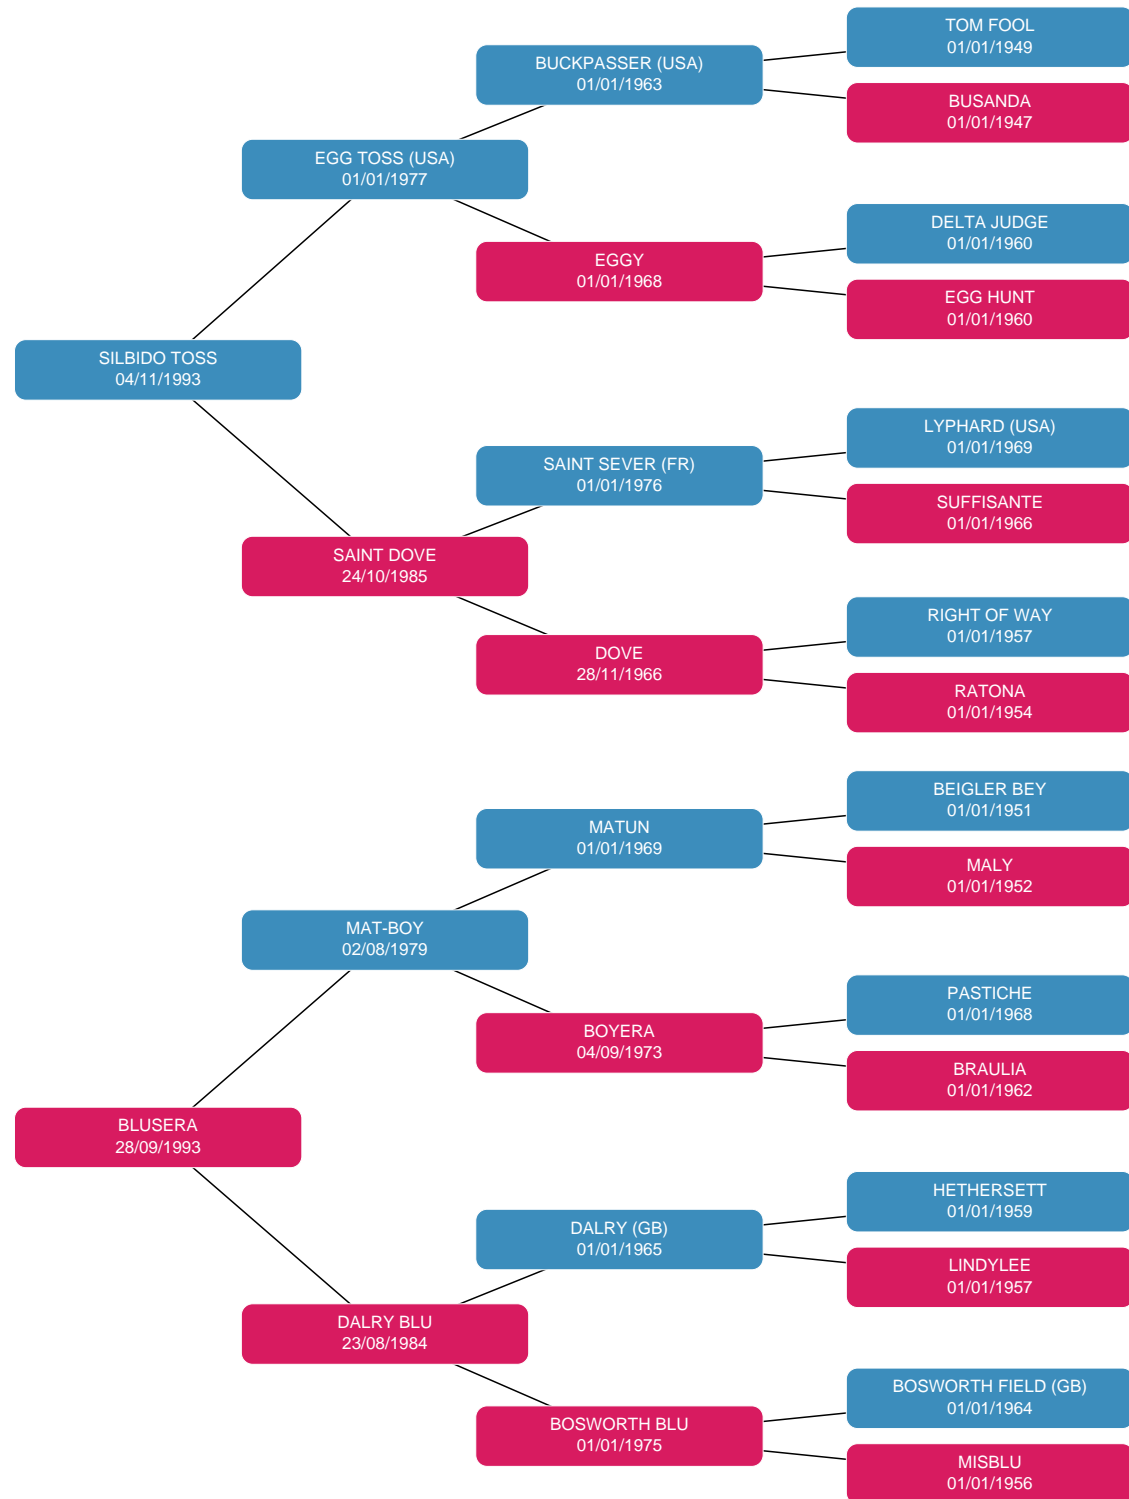 TOM FOOL
01/01/1949
BUCKPASSER (USA)
01/01/1963
BUSANDA
01/01/1947
EGG TOSS (USA)
01/01/1977
DELTA JUDGE
01/01/1960
EGGY
01/01/1968
EGG HUNT
01/01/1960
SILBIDO TOSS
04/11/1993
LYPHARD (USA)
01/01/1969
SAINT SEVER (FR)
01/01/1976
SUFFISANTE
01/01/1966
SAINT DOVE
24/10/1985
RIGHT OF WAY
01/01/1957
DOVE
28/11/1966
RATONA
01/01/1954
BEIGLER BEY
01/01/1951
MATUN
01/01/1969
MALY
01/01/1952
MAT-BOY
02/08/1979
PASTICHE
01/01/1968
BOYERA
04/09/1973
BRAULIA
01/01/1962
BLUSERA
28/09/1993
HETHERSETT
01/01/1959
DALRY (GB)
01/01/1965
LINDYLEE
01/01/1957
DALRY BLU
23/08/1984
BOSWORTH FIELD (GB)
01/01/1964
BOSWORTH BLU
01/01/1975
MISBLU
01/01/1956